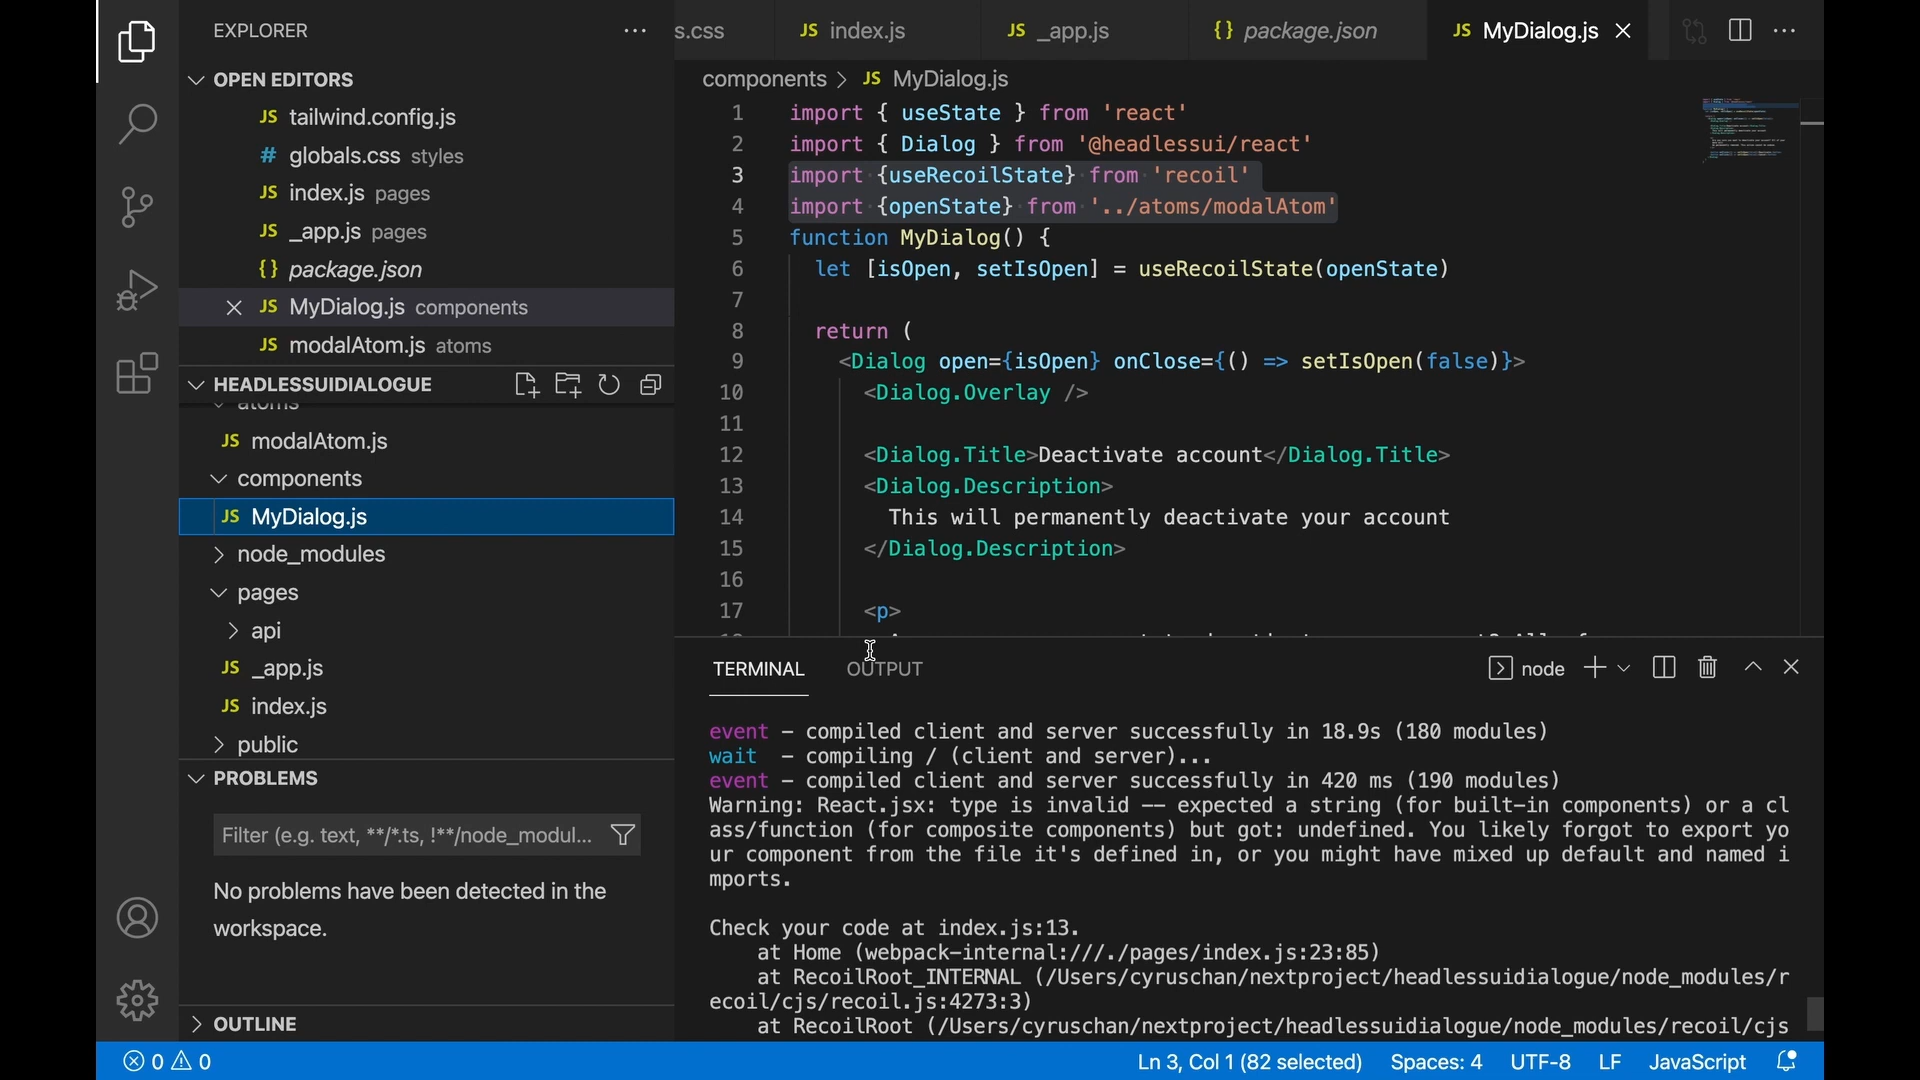 EXPLORER
OPEN EDITORS
JS tailwind.config.js
# globals.css styles
JS index.js pages
JS _app.js pages
{} package.json
JS MyDialog.js components
JS modalAtom.js atoms
HEADLESSUIDIALOGUE
atoms
JS modalAtom.js
components
JS MyDialog.js
node_modules
pages
api
JS _app.js
JS index.js
public
PROBLEMS
Filter (e.g. text, **/*.ts, !**/node_modul...
No problems have been detected in the
workspace.
OUTLINE
s.css JS index.js JS _app.js {} package.json JS MyDialog.js
components > JS MyDialog.js
1 import { useState } from 'react'
2 import { Dialog } from '@headlessui/react'
3 import {useRecoilState} from 'recoil'
4 import {openState} from '../atoms/modalAtom'
5 function MyDialog() {
6 let [isOpen, setIsOpen] = useRecoilState(openState)
7
8 return (
9 <Dialog open={isOpen} onClose={() => setIsOpen(false)}>
10 <Dialog.Overlay />
11
12 <Dialog.Title>Deactivate account</Dialog.Title>
13 <Dialog.Description>
14 This will permanently deactivate your account
15 </Dialog.Description>
16
17 <p>
TERMINAL OUTPUT node
event – compiled client and server successfully in 18.9s (180 modules)
wait – compiling / (client and server)...
event – compiled client and server successfully in 420 ms (190 modules)
Warning: React.jsx: type is invalid -- expected a string (for built-in components) or a cl
ass/function (for composite components) but got: undefined. You likely forgot to export yo
ur component from the file it's defined in, or you might have mixed up default and named i
mports.
Check your code at index.js:13.
at Home (webpack-internal:///./pages/index.js:23:85)
at RecoilRoot_INTERNAL (/Users/cyruschan/nextproject/headlessuidialogue/node_modules/r
ecoil/cjs/recoil.js:4273:3)
at RecoilRoot (/Users/cyruschan/nextproject/headlessuidialogue/node_modules/recoil/cjs
0 0 Ln 3, Col 1 (82 selected) Spaces: 4 UTF-8 LF JavaScript